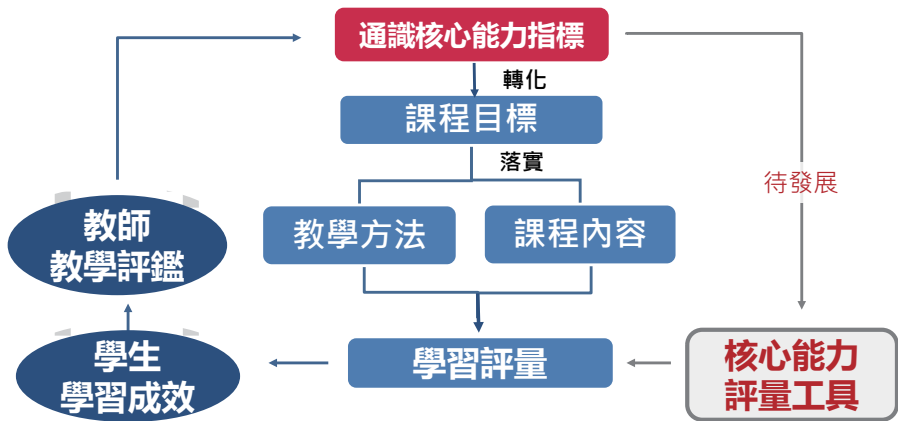 通識核心能力指標
轉化
課程目標
落實
待發展
教學方法
課程內容
教師
教學評鑑
學習評量
核心能力
評量工具
學生
學習成效